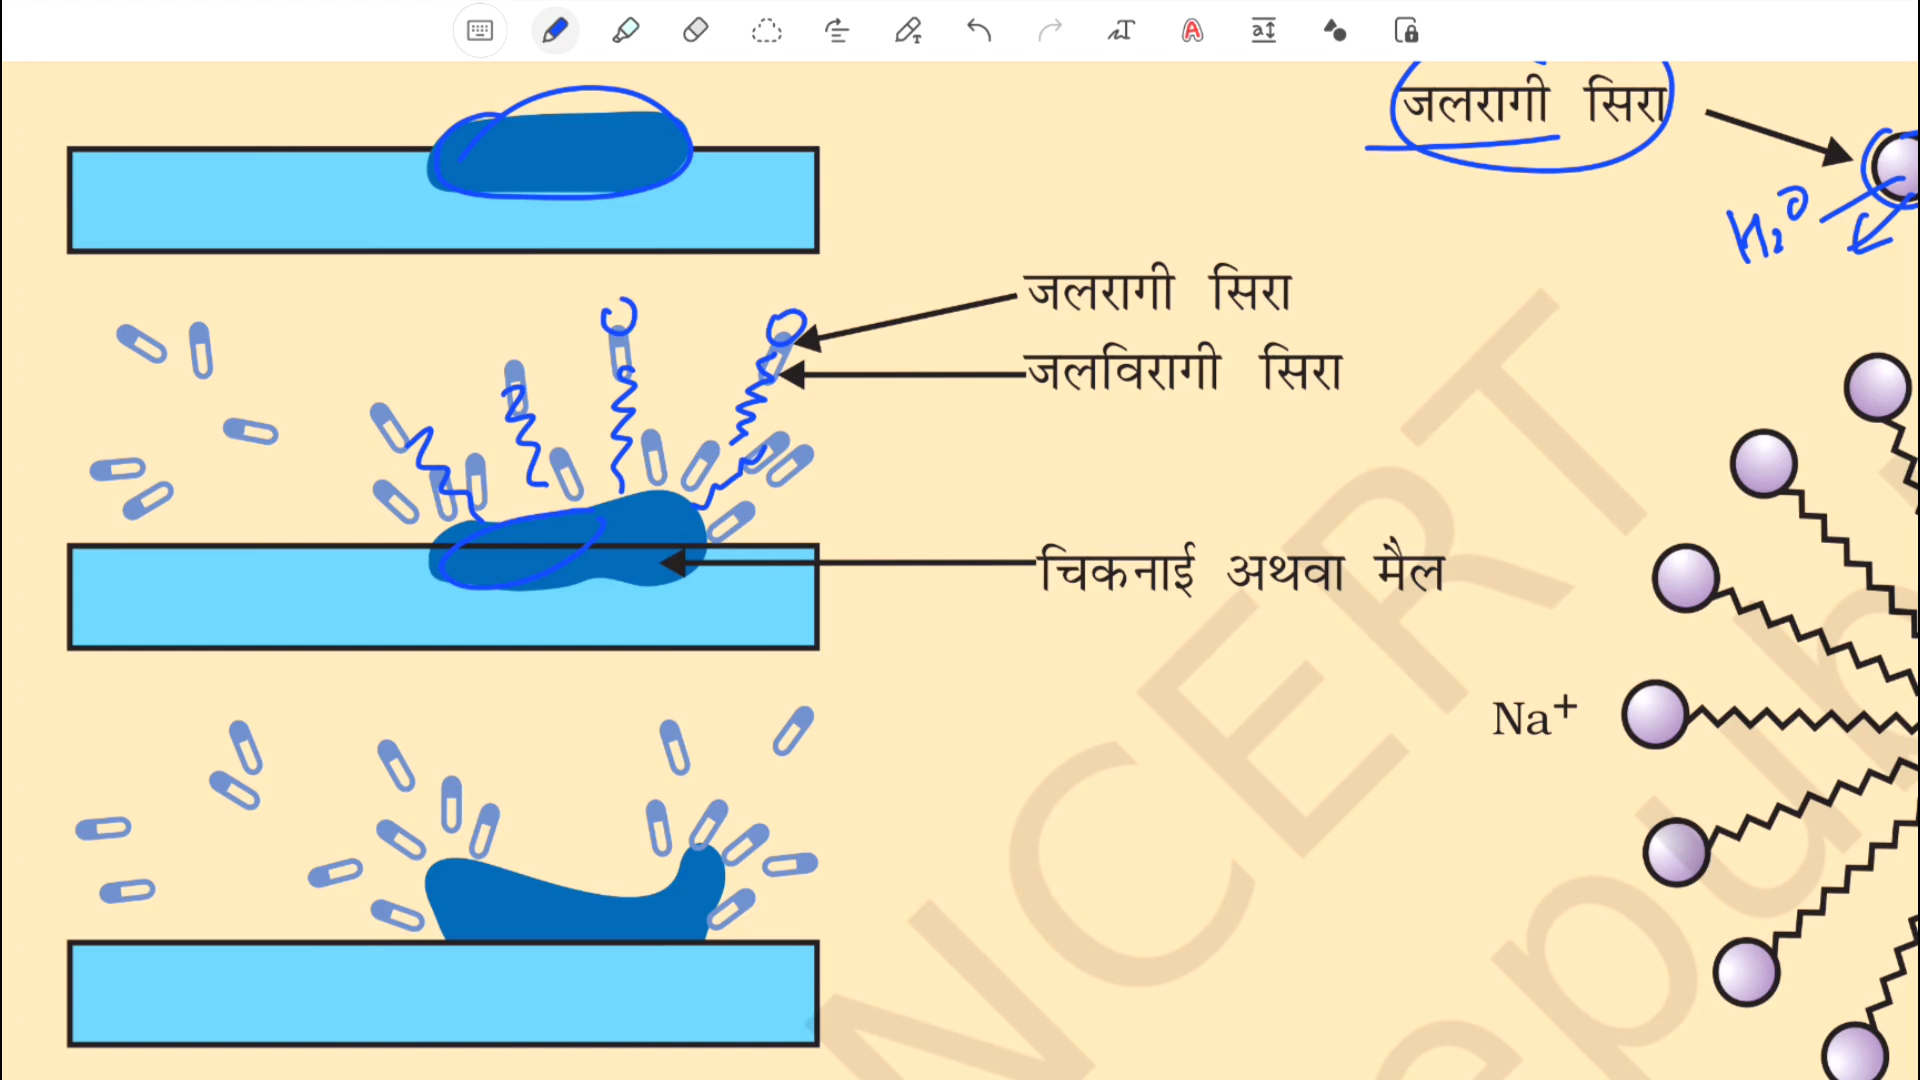 जलरागी सिरा
H₂O
जलरागी सिरा
जलविरागी सिरा
चिकनाई अथवा मैल
Na⁺
NCERT